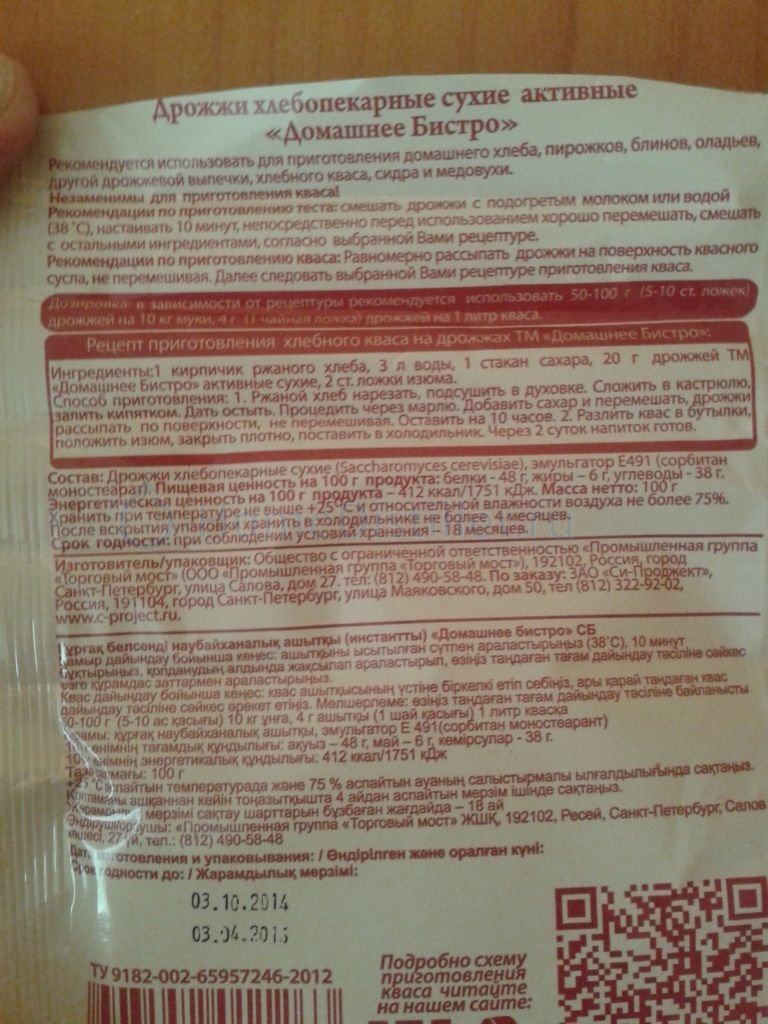 Дрожжи хлебопекарные сухие активные
«Домашнее Бистро»
Рекомендуется использовать для приготовления домашнего хлеба, пирожков, блинов, оладьев,
другой дрожжевой выпечки, хлебного кваса, сидра и медовухи.
Незаменимы для приготовления кваса!
Рекомендации по приготовлению теста: смешать дрожжи с подогретым молоком или водой
(38 °С), настаивать 10 минут, непосредственно перед использованием хорошо перемешать, смешать
с остальными ингредиентами, согласно выбранной Вами рецептуре.
Рекомендации по приготовлению кваса: Равномерно рассыпать дрожжи на поверхность квасного
сусла, не перемешивая. Далее следовать выбранной Вами рецептуре приготовления кваса.
Дозировка: в зависимости от рецептуры рекомендуется использовать 50-100 г (5-10 ст. ложек)
дрожжей на 10 кг муки, 4 г (1 чайная ложка) дрожжей на 1 литр кваса.
Рецепт приготовления хлебного кваса на дрожжах ТМ «Домашнее Бистро»:
Ингредиенты:1 кирпичик ржаного хлеба, 3 л воды, 1 стакан сахара, 20 г дрожжей ТМ
«Домашнее Бистро» активные сухие, 2 ст. ложки изюма.
Способ приготовления: 1. Ржаной хлеб нарезать, подсушить в духовке. Сложить в кастрюлю,
залить кипятком. Дать остыть. Процедить через марлю. Добавить сахар и перемешать, дрожжи
рассыпать по поверхности, не перемешивая. Оставить на 10 часов. 2. Разлить квас в бутылки,
положить изюм, закрыть плотно, поставить в холодильник. Через 2 суток напиток готов.
Состав: Дрожжи хлебопекарные сухие (Saccharomyces cerevisiae), эмульгатор Е491 (сорбитан
моностеарат). Пищевая ценность на 100 г продукта: белки - 48 г, жиры – 6 г, углеводы - 38 г.
Энергетическая ценность на 100 г продукта – 412 ккал/1751 кДж. Масса нетто: 100 г
Хранить при температуре не выше +25 °С и относительной влажности воздуха не более 75%.
После вскрытия упаковки хранить в холодильнике не более 4 месяцев.
Срок годности: при соблюдении условий хранения – 18 месяцев.
Изготовитель/упаковщик: Общество с ограниченной ответственностью «Промышленная группа
«Торговый мост» (ООО «Промышленная группа «Торговый мост»), 192102, Россия, город
Санкт-Петербург, улица Салова, дом 27. тел: (812) 490-58-48. По заказу: ЗАО «Си-Проджект»,
Россия, 191104, город Санкт-Петербург, улица Маяковского, дом 50, тел (812) 322-92-02,
www.c-project.ru.
Құрғақ белсенді наубайханалық ашытқы (инстантты) «Домашнее бистро» СБ
Қамыр дайындау бойынша кеңес: ашытқыны ысытылған сүтпен араластырыңыз (38°С), 10 минут
бұқтырыңыз, қолданудың алдында жақсылап араластырып, өзіңіз таңдаған тағам дайындау тәсіліне сәйкес
өзге құрамдас заттармен араластырыңыз.
Квас дайындау бойынша кеңес: квас ашытқысының үстіне біркелкі етіп себіңіз, ары қарай таңдаған квас
дайындау тәсіліне сәйкес әрекет етіңіз. Мөлшерлеме: өзіңіз таңдаған тағам дайындау тәсіліне байланысты
50-100 г (5-10 ас қасығы) 10 кг ұнға, 4 г ашытқы (1 шай қасығы) 1 литр квасқа
құрғақ наубайханалық ашытқы, эмульгатор Е 491(сорбитан моностеарант)
өнімнің тағамдық құндылығы: ақуыз – 48 г, май – 6 г, көмірсулар - 38 г.
өнімнің энергетикалық құндылығы: 412 ккал/1751 кДж
100 г
+25 °С аспайтын температурада және 75 % аспайтын ауаның салыстырмалы ылғалдылығында сақтаңыз.
Қаптаманы ашқаннан кейін тоңазытқышта 4 айдан аспайтын мерзім ішінде сақтаңыз.
Жарамдылық мерзімі сақтау шарттарын бұзбаған жағдайда – 18 ай
Өндіруші/ораушы: «Промышленная группа «Торговый мост» ЖШҚ, 192102, Ресей, Санкт-Петербург, Салов
көшесі, 27 үй, тел.: (812) 490-58-48
Дата изготовления и упаковывания: / Өндірілген және оралған күні:
Срок годности до: / Жарамдылық мерзімі:
03.10.2014
ТУ 9182-002-65957246-2012
Подробно схему
приготовления
кваса читайте
на нашем сайте: